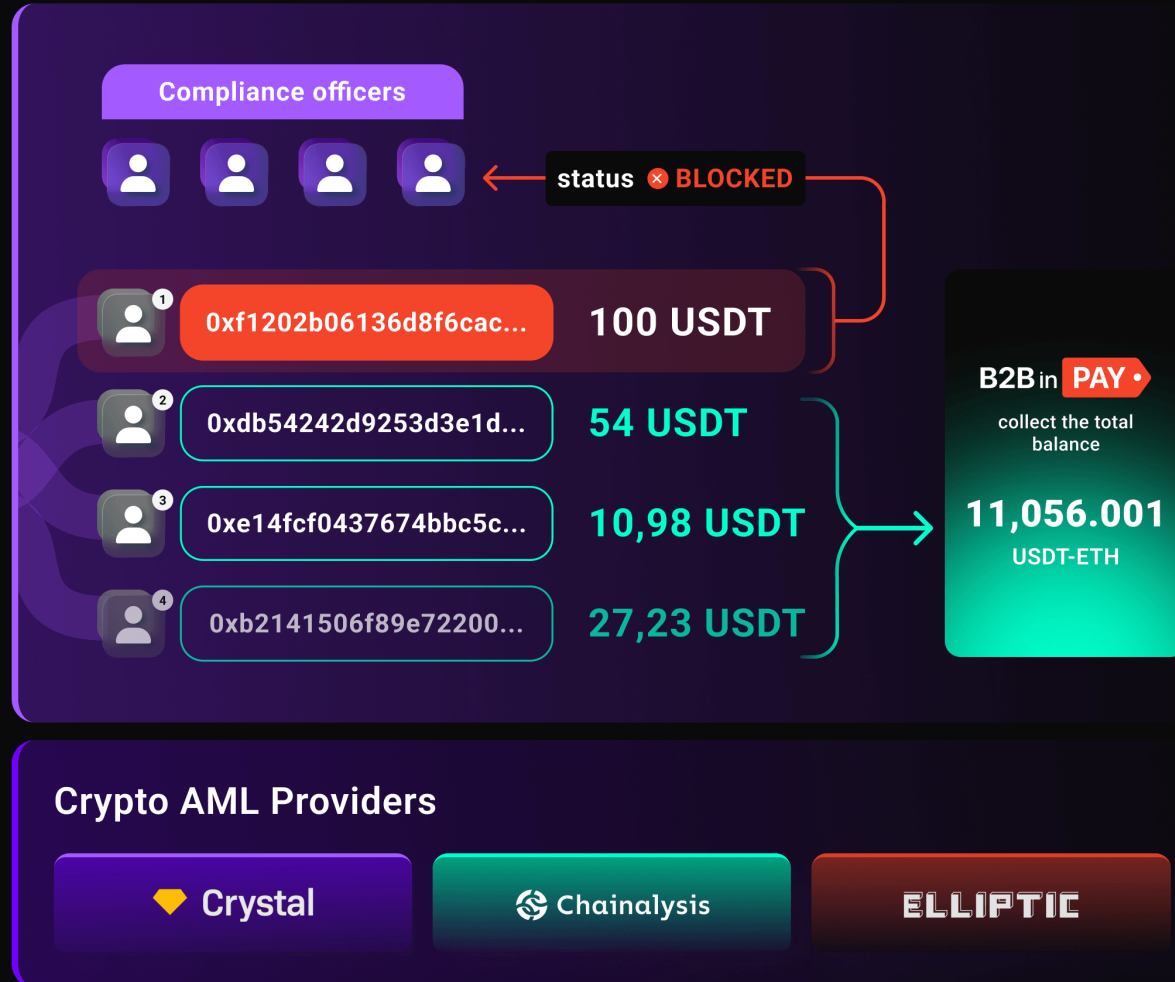 Compliance officers
status BLOCKED
1
0xf1202b06136d8f6cac...
100 USDT
2
0xdb54242d9253d3e1d...
54 USDT
3
0xe14fcf0437674bbc5c...
10,98 USDT
4
0xb2141506f89e72200...
27,23 USDT
B2B in PAY
collect the total
balance
11,056.001
USDT-ETH
Crypto AML Providers
Crystal
Chainalysis
ELLIPTIC